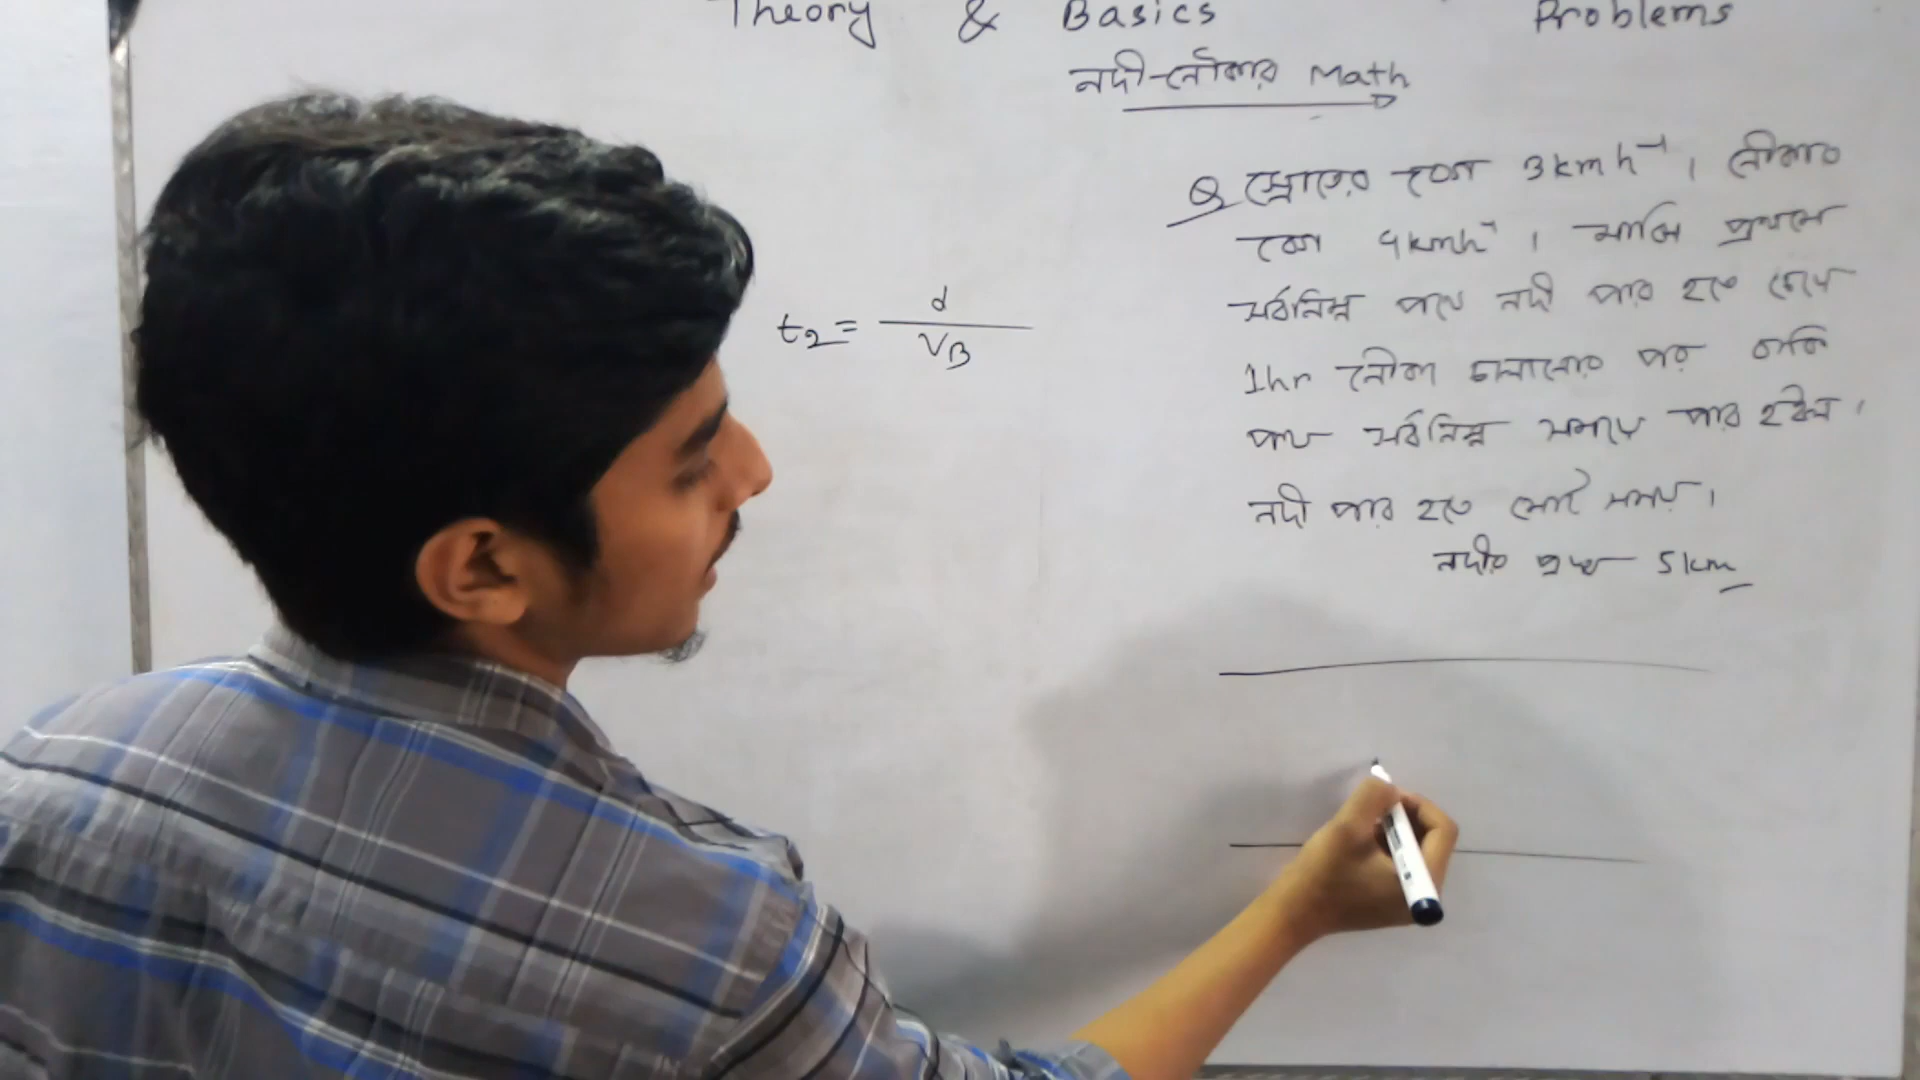 Theory & Basics
Problems
নদী-নৌকার Math
Q স্রোতের বেগ 3kmh⁻¹। নৌকার
বেগ 4kmh⁻¹। মাঝি প্রথমে
সর্বনিম্ন পথে নদী পার হতে চেয়ে
1hr নৌকা চালানোর পর বাকি
পথ সর্বনিম্ন সময়ে পার হইল।
নদী পার হতে মোট সময়।
নদীর প্রস্থ 5km
t₂ = d / V_B